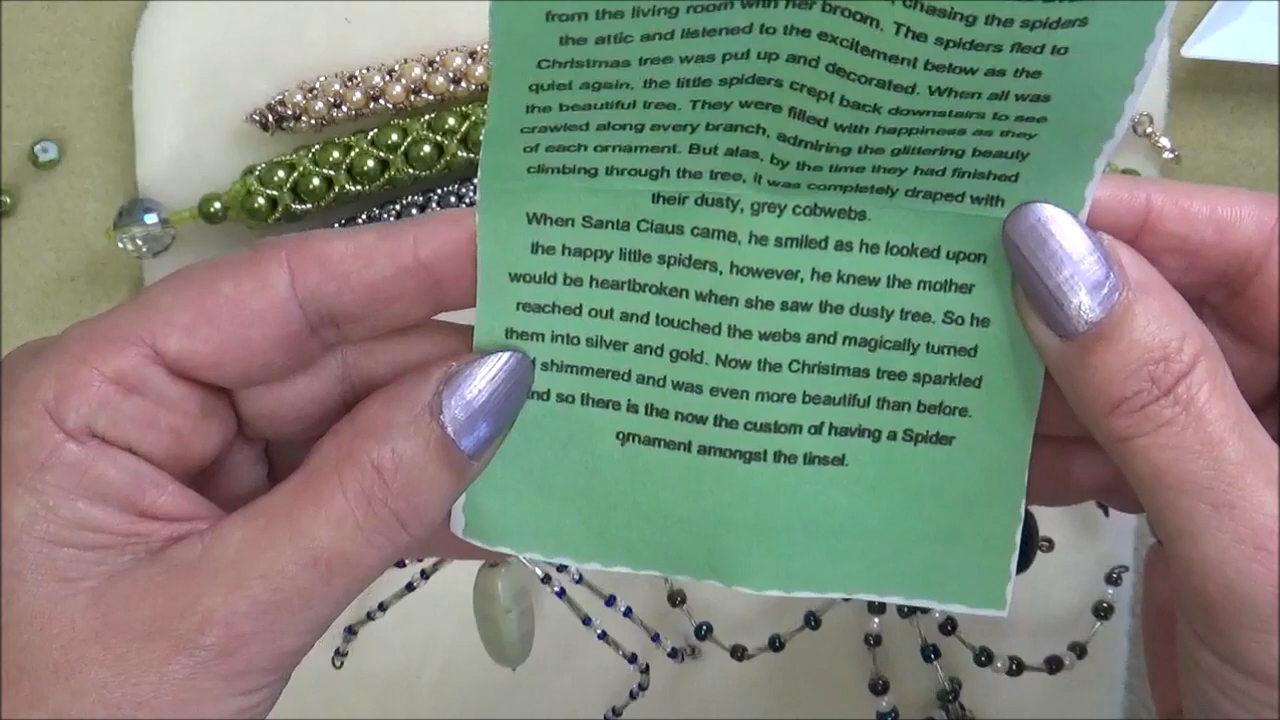 chasing the spiders
from the living room with her broom. The spiders fled to
the attic and listened to the excitement below as the
Christmas tree was put up and decorated. When all was
quiet again, the little spiders crept back downstairs to see
the beautiful tree. They were filled with happiness as they
crawled along every branch, admiring the glittering beauty
of each ornament. But alas, by the time they had finished
climbing through the tree, it was completely draped with
their dusty, grey cobwebs.
When Santa Claus came, he smiled as he looked upon
the happy little spiders, however, he knew the mother
would be heartbroken when she saw the dusty tree. So he
reached out and touched the webs and magically turned
them into silver and gold. Now the Christmas tree sparkled
shimmered and was even more beautiful than before.
nd so there is the now the custom of having a Spider
ornament amongst the tinsel.